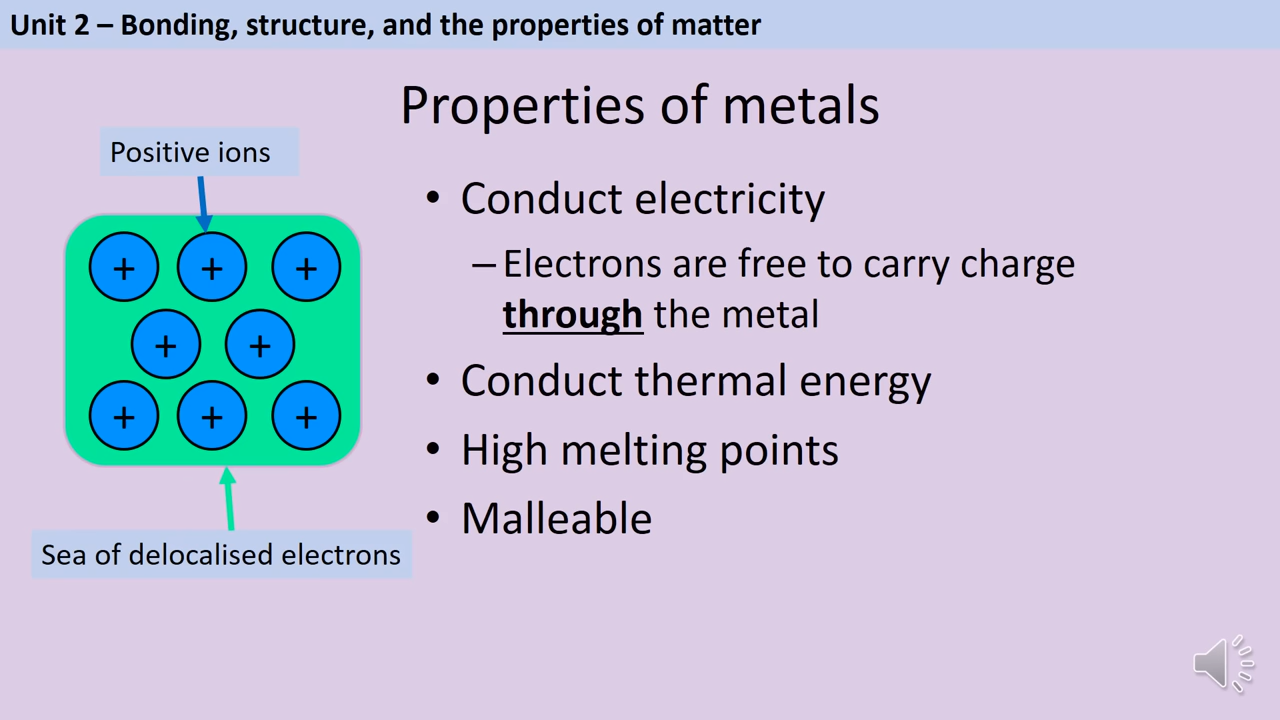 Unit 2 – Bonding, structure, and the properties of matter
Properties of metals
Positive ions
+ + +
+ +
+ + +
Sea of delocalised electrons
• Conduct electricity
– Electrons are free to carry charge
through the metal
• Conduct thermal energy
• High melting points
• Malleable